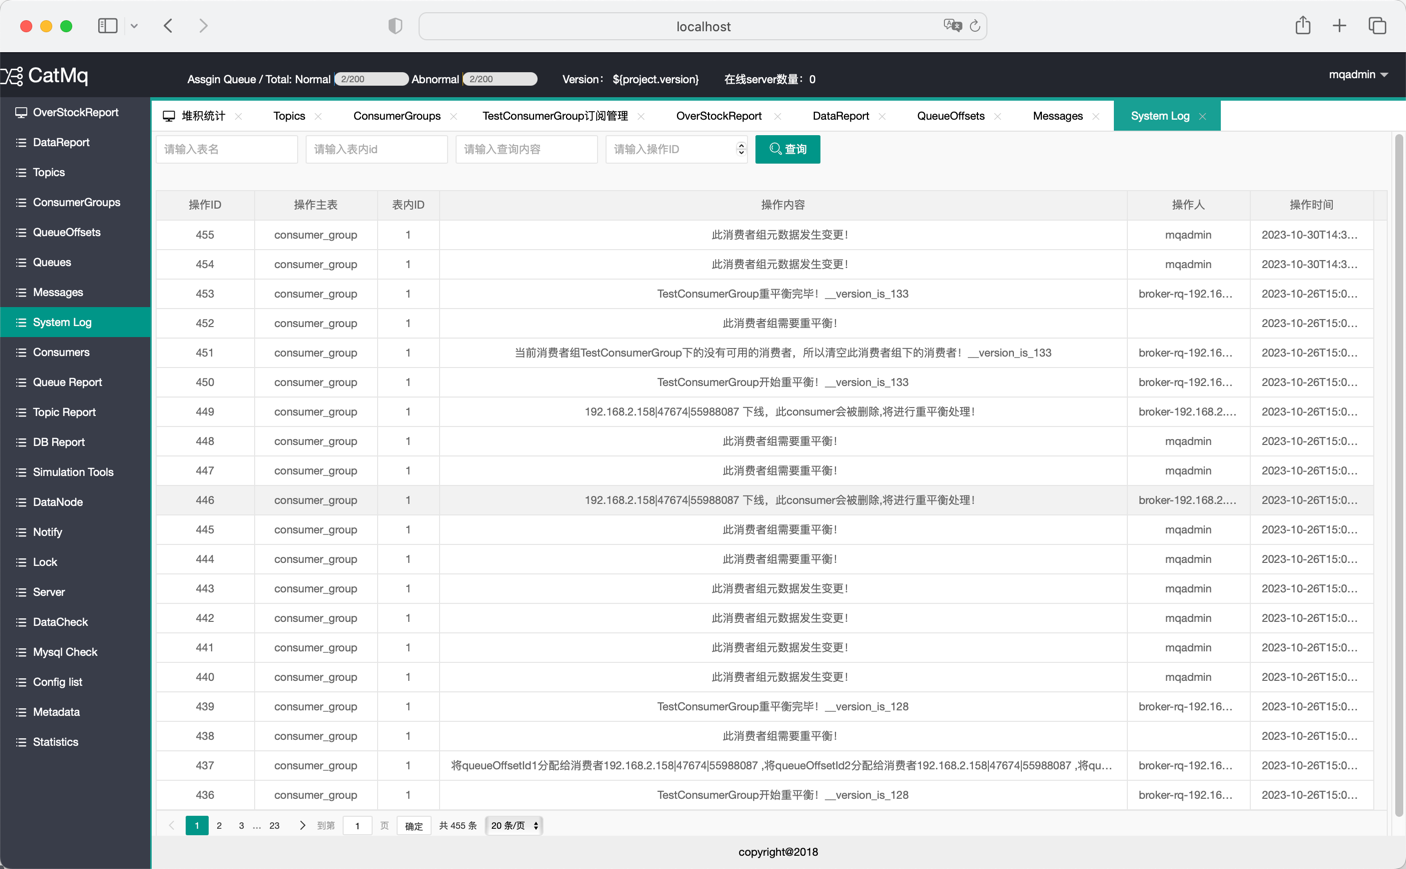 localhost
CatMq
Assgin Queue / Total: Normal 2/200 Abnormal 2/200 Version: ${project.version} 在线server数量: 0 mqadmin
OverStockReport
DataReport
Topics
ConsumerGroups
QueueOffsets
Queues
Messages
System Log
Consumers
Queue Report
Topic Report
DB Report
Simulation Tools
DataNode
Notify
Lock
Server
DataCheck
Mysql Check
Config list
Metadata
Statistics
堆积统计 Topics ConsumerGroups TestConsumerGroup订阅管理 OverStockReport DataReport QueueOffsets Messages System Log
请输入表名 请输入表内id 请输入查询内容 请输入操作ID 查询
操作ID 操作主表 表内ID 操作内容 操作人 操作时间
455 consumer_group 1 此消费者组元数据发生变更! mqadmin 2023-10-30T14:3...
454 consumer_group 1 此消费者组元数据发生变更! mqadmin 2023-10-30T14:3...
453 consumer_group 1 TestConsumerGroup重平衡完毕! __version_is_133 broker-rq-192.16... 2023-10-26T15:0...
452 consumer_group 1 此消费者组需要重平衡! 2023-10-26T15:0...
451 consumer_group 1 当前消费者组TestConsumerGroup下的没有可用的消费者，所以清空此消费者组下的消费者! __version_is_133 broker-rq-192.16... 2023-10-26T15:0...
450 consumer_group 1 TestConsumerGroup开始重平衡! __version_is_133 broker-rq-192.16... 2023-10-26T15:0...
449 consumer_group 1 192.168.2.158|47674|55988087 下线，此consumer会被删除,将进行重平衡处理! broker-192.168.2.... 2023-10-26T15:0...
448 consumer_group 1 此消费者组需要重平衡! mqadmin 2023-10-26T15:0...
447 consumer_group 1 此消费者组需要重平衡! mqadmin 2023-10-26T15:0...
446 consumer_group 1 192.168.2.158|47674|55988087 下线，此consumer会被删除,将进行重平衡处理! broker-192.168.2.... 2023-10-26T15:0...
445 consumer_group 1 此消费者组需要重平衡! mqadmin 2023-10-26T15:0...
444 consumer_group 1 此消费者组需要重平衡! mqadmin 2023-10-26T15:0...
443 consumer_group 1 此消费者组元数据发生变更! mqadmin 2023-10-26T15:0...
442 consumer_group 1 此消费者组元数据发生变更! mqadmin 2023-10-26T15:0...
441 consumer_group 1 此消费者组元数据发生变更! mqadmin 2023-10-26T15:0...
440 consumer_group 1 此消费者组元数据发生变更! mqadmin 2023-10-26T15:0...
439 consumer_group 1 TestConsumerGroup重平衡完毕! __version_is_128 broker-rq-192.16... 2023-10-26T15:0...
438 consumer_group 1 此消费者组需要重平衡! 2023-10-26T15:0...
437 consumer_group 1 将queueOffsetId1分配给消费者192.168.2.158|47674|55988087 ,将queueOffsetId2分配给消费者192.168.2.158|47674|55988087 ,将qu... broker-rq-192.16... 2023-10-26T15:0...
436 consumer_group 1 TestConsumerGroup开始重平衡! __version_is_128 broker-rq-192.16... 2023-10-26T15:0...
1 2 3 ... 23 到第 1 页 确定 共 455 条 20 条/页
copyright@2018